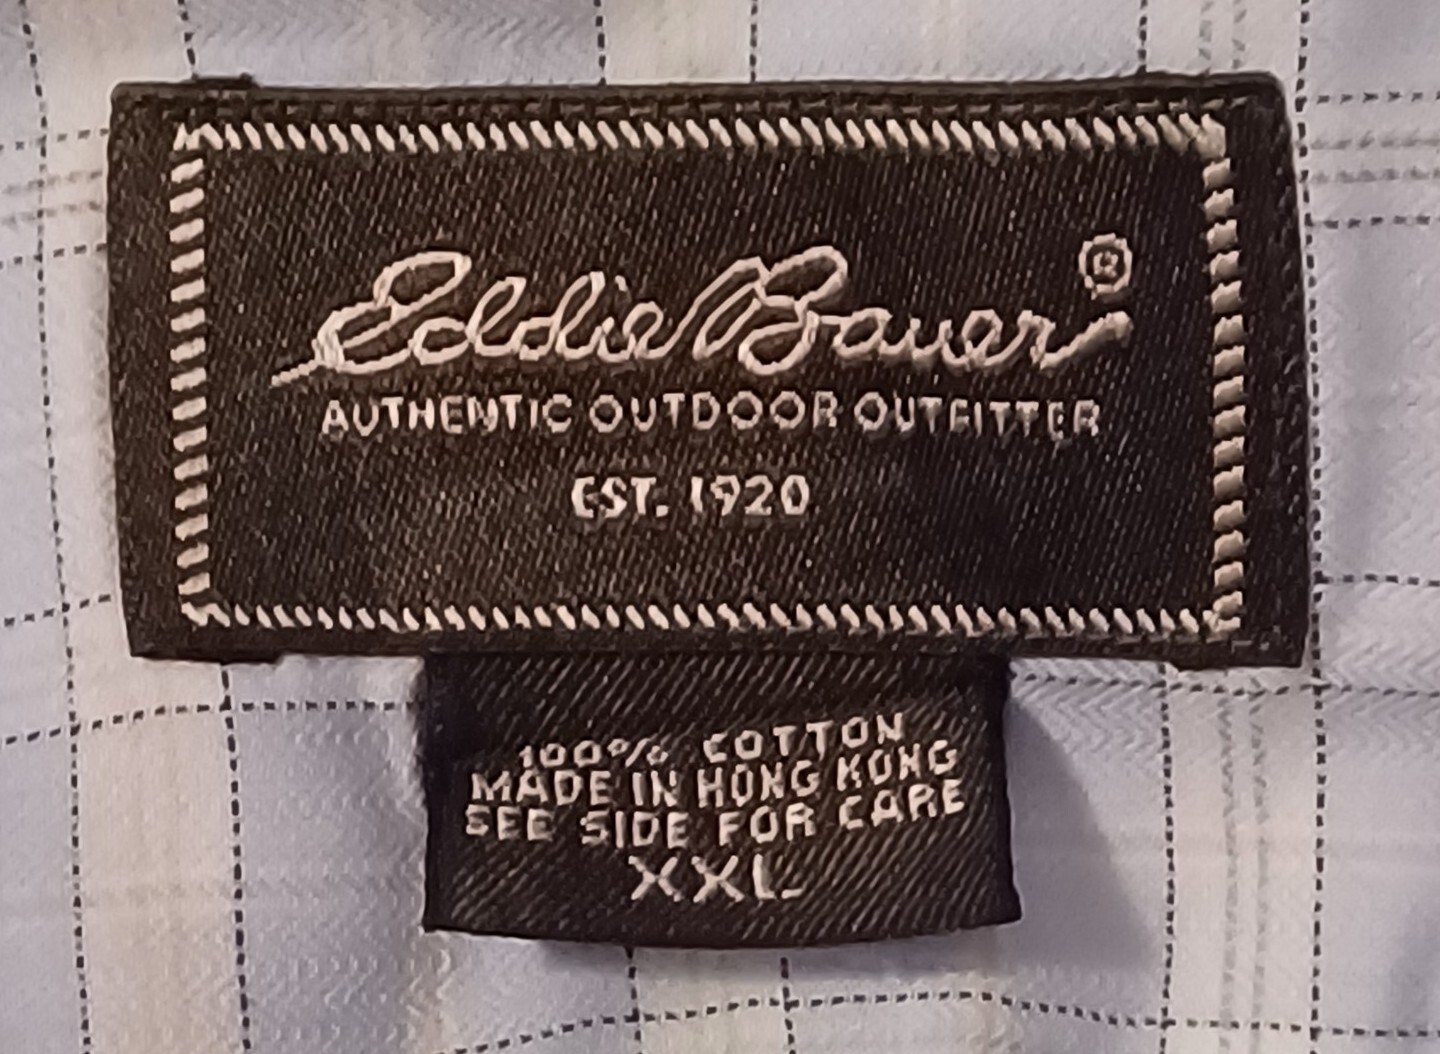 Eddie Bauer®
AUTHENTIC OUTDOOR OUTFITTER
EST. 1920
100% COTTON
MADE IN HONG KONG
SEE SIDE FOR CARE
XXL